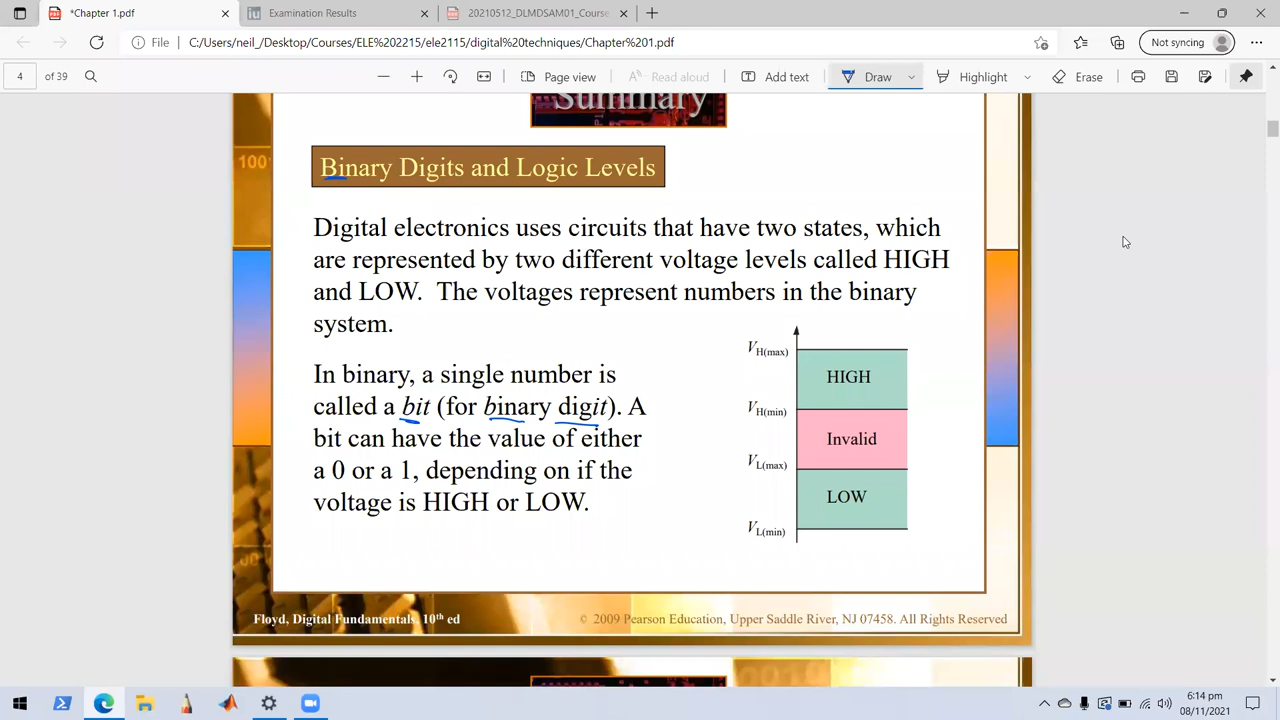 *Chapter 1.pdf
Examination Results
20210512_DLMDSAM01_Course
File
C:/Users/neil_/Desktop/Courses/ELE%202215/ele2115/digital%20techniques/Chapter%201.pdf
Not syncing
4 of 39
Page view
Read aloud
Add text
Draw
Highlight
Erase
Summary
100
Binary Digits and Logic Levels
Digital electronics uses circuits that have two states, which
are represented by two different voltage levels called HIGH
and LOW. The voltages represent numbers in the binary
system.
In binary, a single number is
called a bit (for binary digit). A
bit can have the value of either
a 0 or a 1, depending on if the
voltage is HIGH or LOW.
VH(max)
HIGH
VH(min)
Invalid
VL(max)
LOW
VL(min)
Floyd, Digital Fundamentals, 10th ed
© 2009 Pearson Education, Upper Saddle River, NJ 07458. All Rights Reserved
6:14 pm
08/11/2021